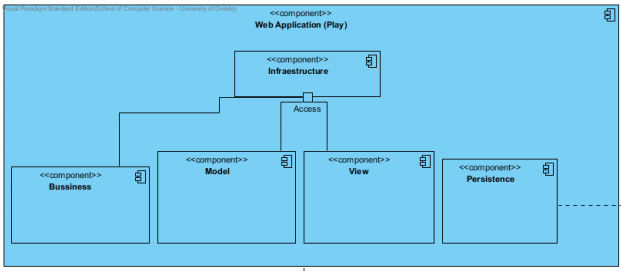 Visual Paradigm Standard Edition(School of Computer Science - University of Oviedo)
<<component>>
Web Application (Play)
<<component>>
Infraestructure
Access
<<component>>
Bussiness
<<component>>
Model
<<component>>
View
<<component>>
Persistence